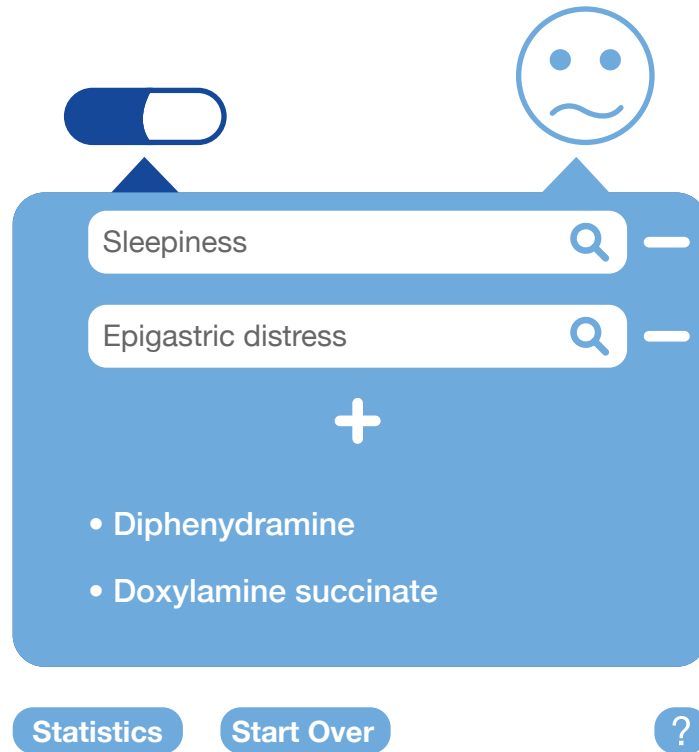 Sleepiness
Epigastric distress
• Diphenydramine
• Doxylamine succinate
Statistics
Start Over
?